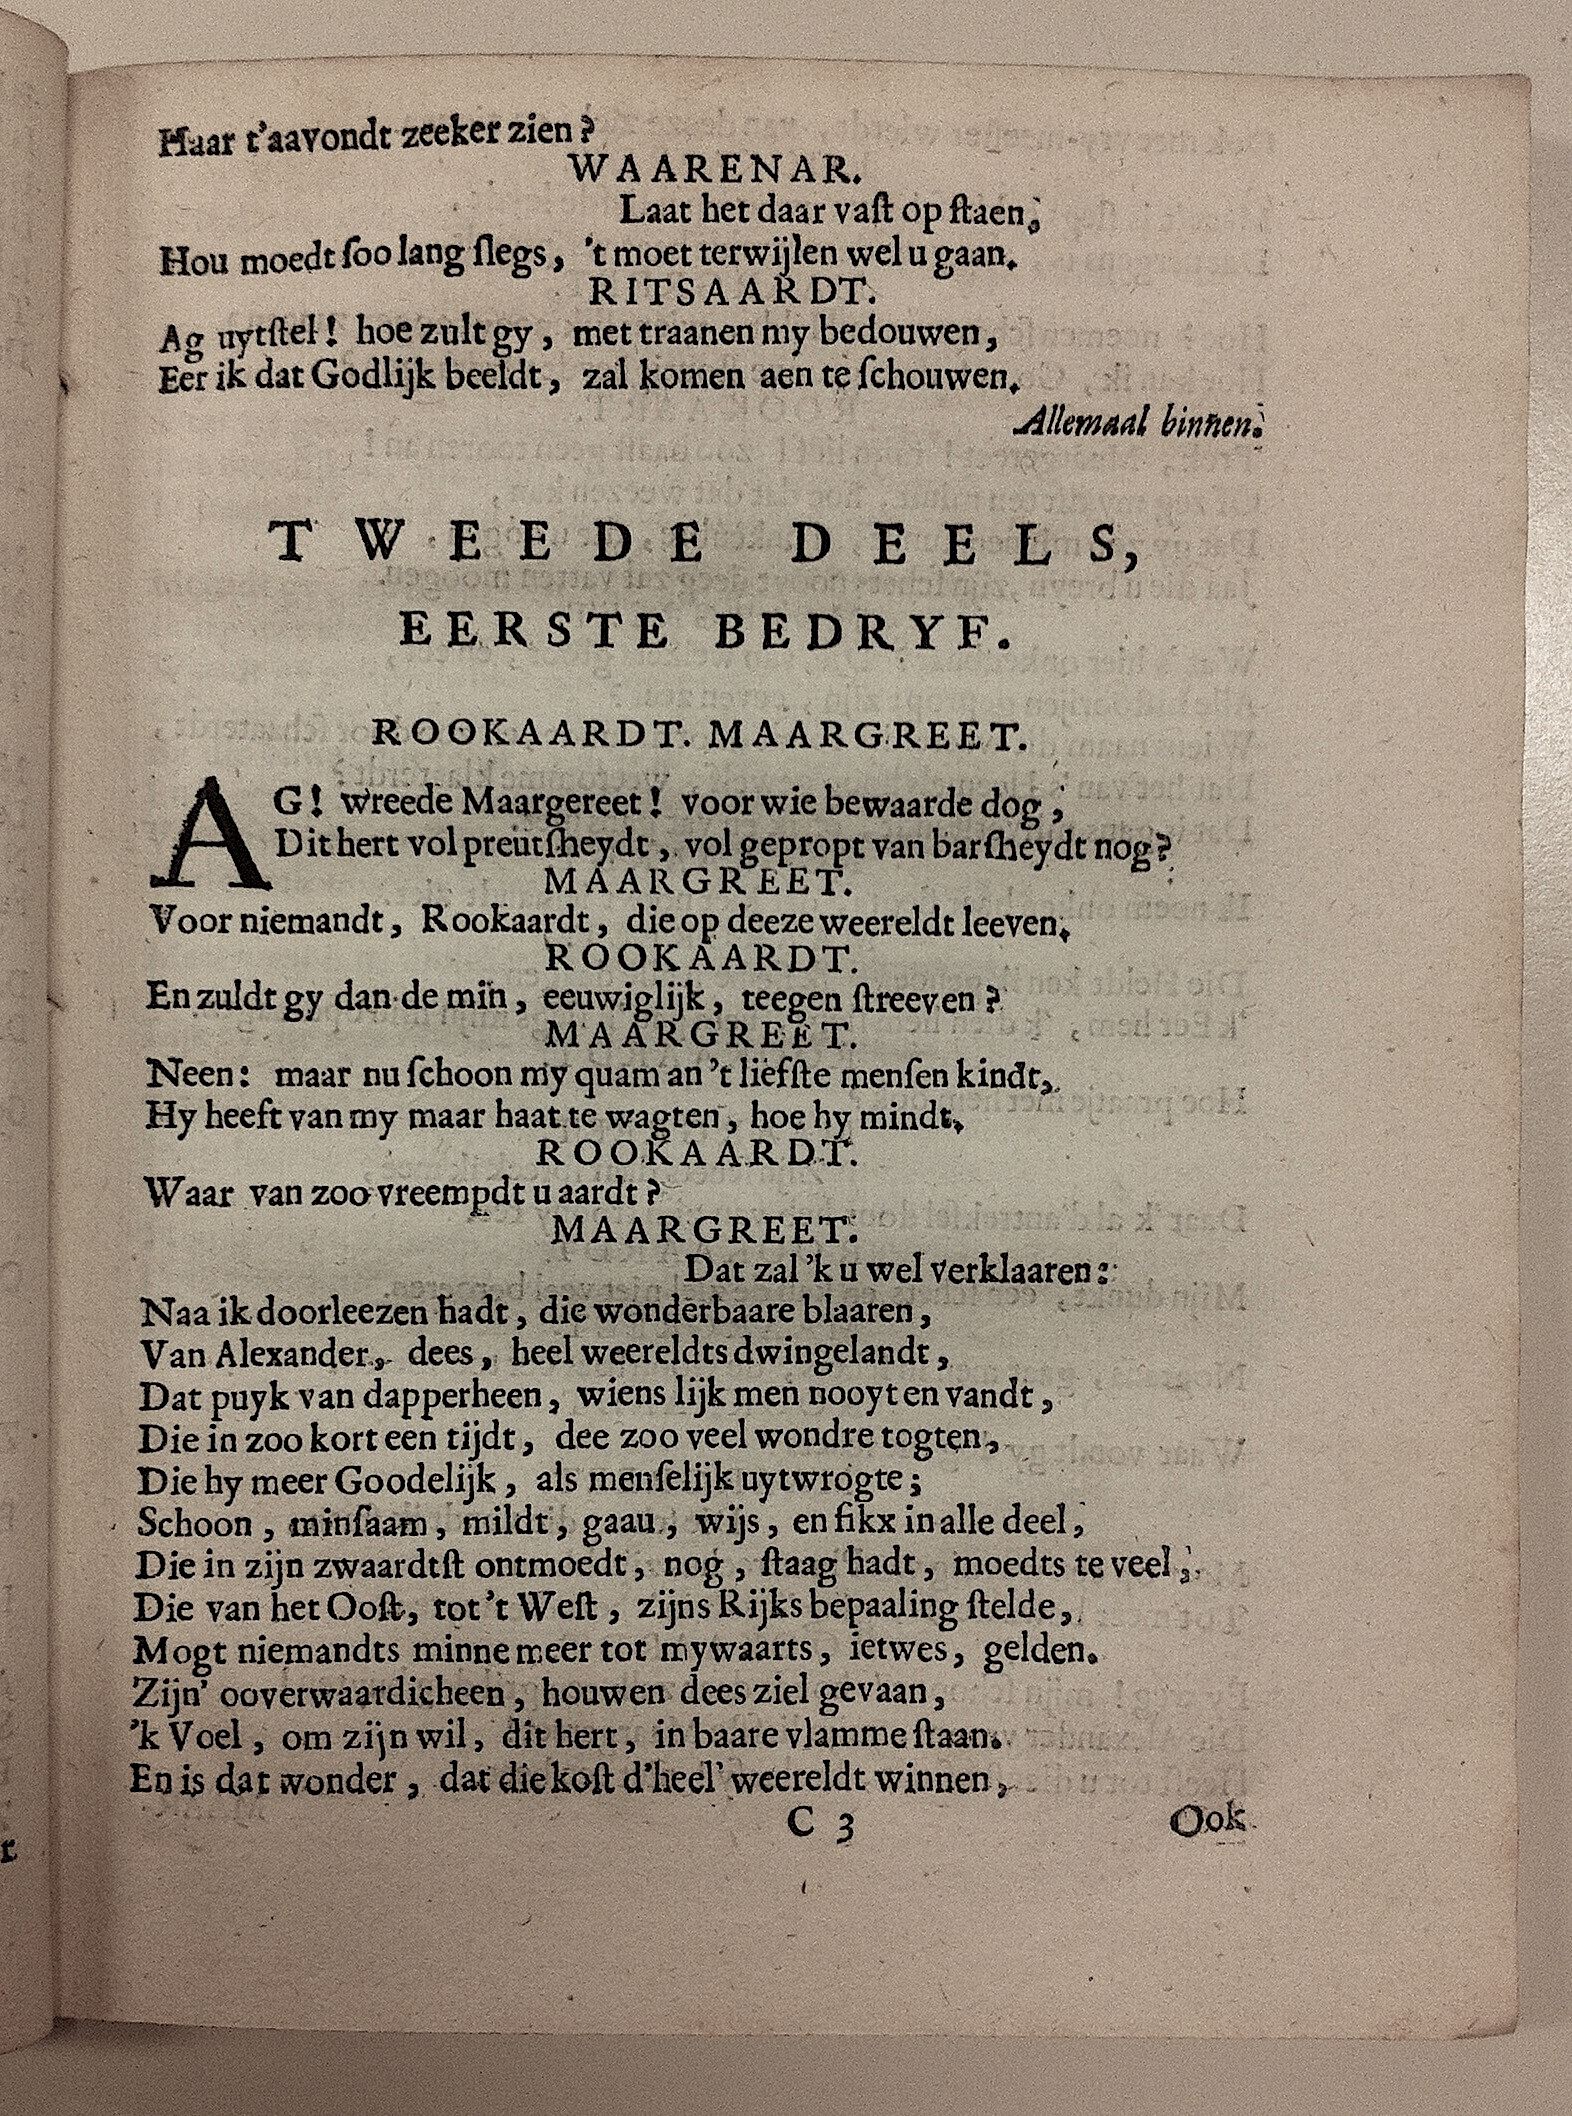 Haar t'aavondt zeeker zien?
WAARENAR.
Laat het daar vaſt op ſtaen;
Hou moedt ſoo lang ſlegs, 't moet terwijlen wel u gaan.
RITSAARDT.
Ag uytſtel! hoe zult gy, met traanen my bedouwen,
Eer ik dat Godlijk beeldt, zal komen aen te ſchouwen.
Allemaal binnen.
TWEEDE DEELS,
EERSTE BEDRYF.
ROOKAARDT. MAARGREET.
AG! wreede Maargereet! voor wie bewaarde dog,
Dit hert vol preutſheydt, vol gepropt van barſheydt nog?
MAARGREET.
Voor niemandt, Rookaardt, die op deeze weereldt leeven.
ROOKAARDT.
En zuldt gy dan de min, eeuwiglijk, teegen ſtreeven?
MAARGREET.
Neen: maar nu ſchoon my quam an 't liefſte menſen kindt,
Hy heeft van my maar haat te wagten, hoe hy mindt.
ROOKAARDT.
Waar van zoo vreempdt u aardt?
MAARGREET.
Dat zal 'k u wel verklaaren:
Naa ik doorleezen hadt, die wonderbaare blaaren,
Van Alexander, dees, heel weereldts dwingelandt,
Dat puyk van dapperheen, wiens lijk men nooyt en vandt,
Die in zoo kort een tijdt, dee zoo veel wondre togten,
Die hy meer Goodelijk, als menſelijk uytwrogte;
Schoon, minſaam, mildt, gaau, wijs, en fikx in alle deel,
Die in zijn zwaardtſt ontmoedt, nog, ſtaag hadt, moedts te veel,
Die van het Ooſt, tot 't Weſt, zijns Rijks bepaaling ſtelde,
Mogt niemandts minne meer tot mywaarts, ietwes, gelden.
Zijn' ooverwaardicheen, houwen dees ziel gevaan,
'k Voel, om zijn wil, dit hert, in baare vlamme ſtaan.
En is dat wonder, dat die koſt d'heel' weereldt winnen,
C 3
Ook
r